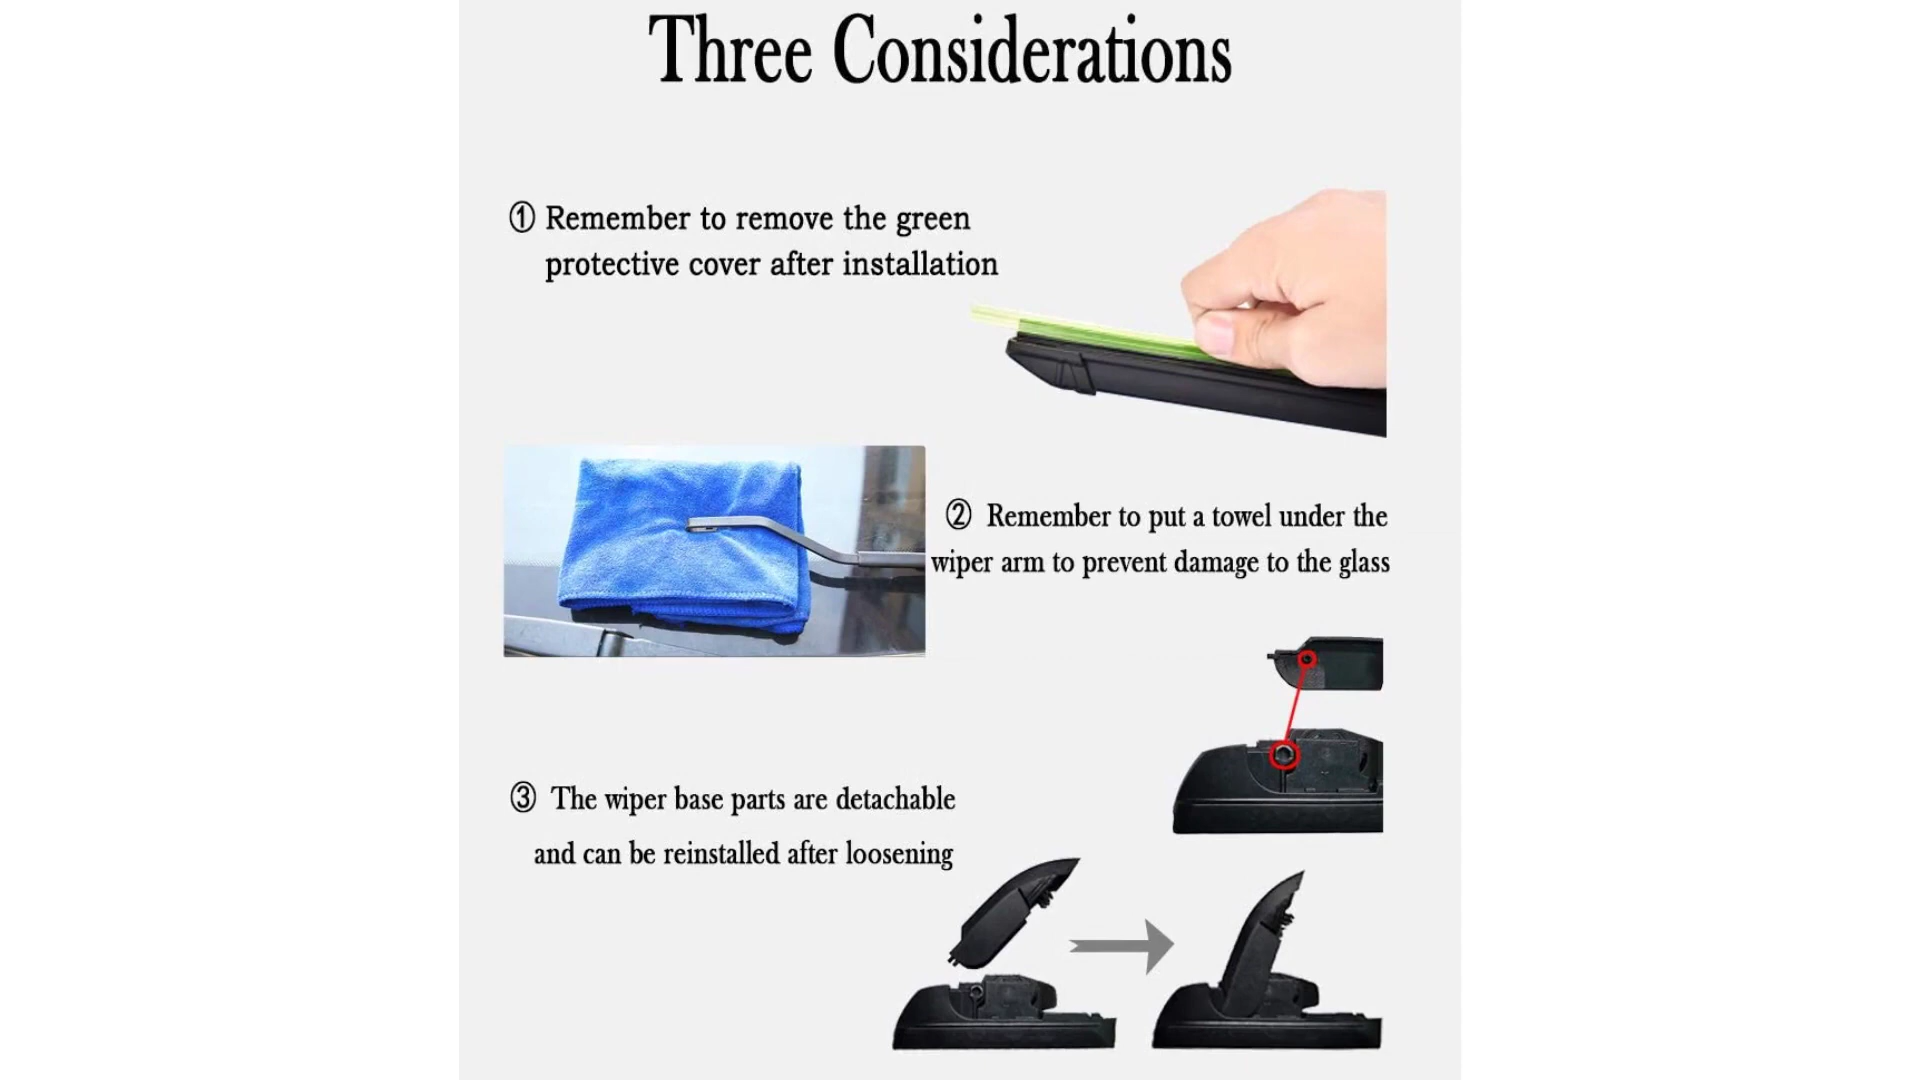 Three Considerations
① Remember to remove the green
protective cover after installation
② Remember to put a towel under the
wiper arm to prevent damage to the glass
③ The wiper base parts are detachable
and can be reinstalled after loosening